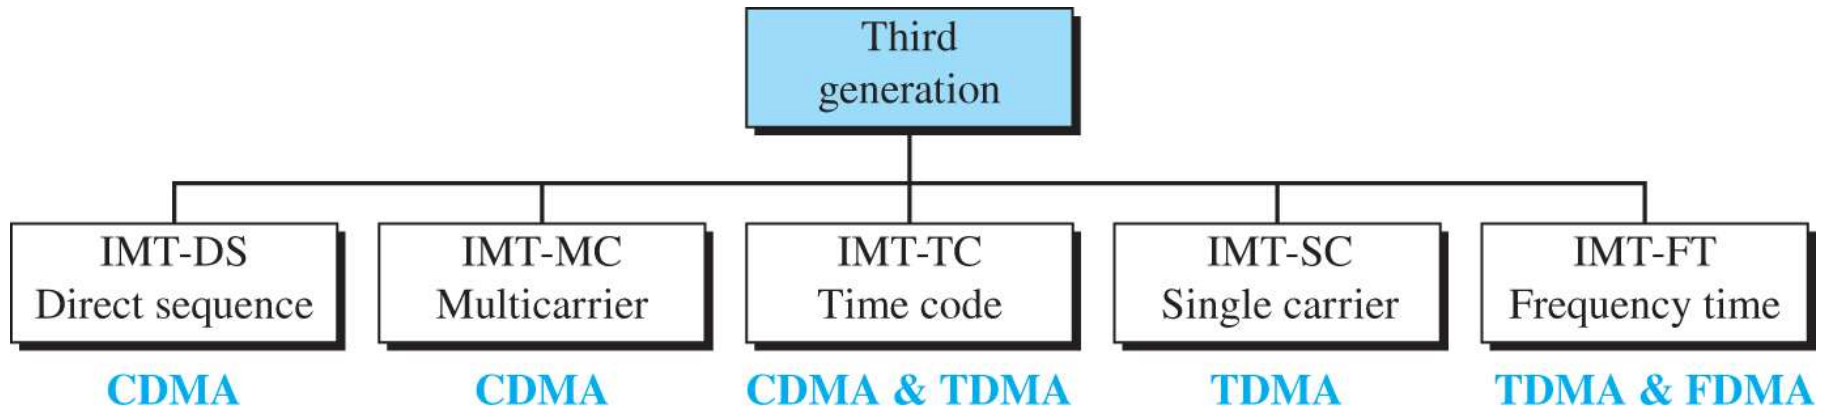 Third
generation
IMT-DS
Direct sequence
IMT-MC
Multicarrier
IMT-TC
Time code
IMT-SC
Single carrier
IMT-FT
Frequency time
CDMA
CDMA
CDMA & TDMA
TDMA
TDMA & FDMA